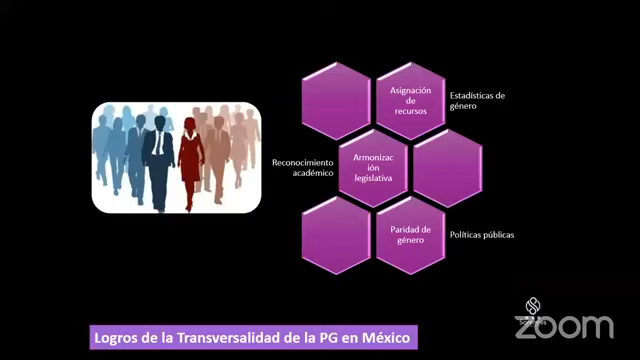 Asignación
de
recursos
Estadísticas de
género
Reconocimiento
académico
Armonizac
ión
legislativa
Paridad de
género
Políticas públicas
Logros de la Transversalidad de la PG en México
zoom